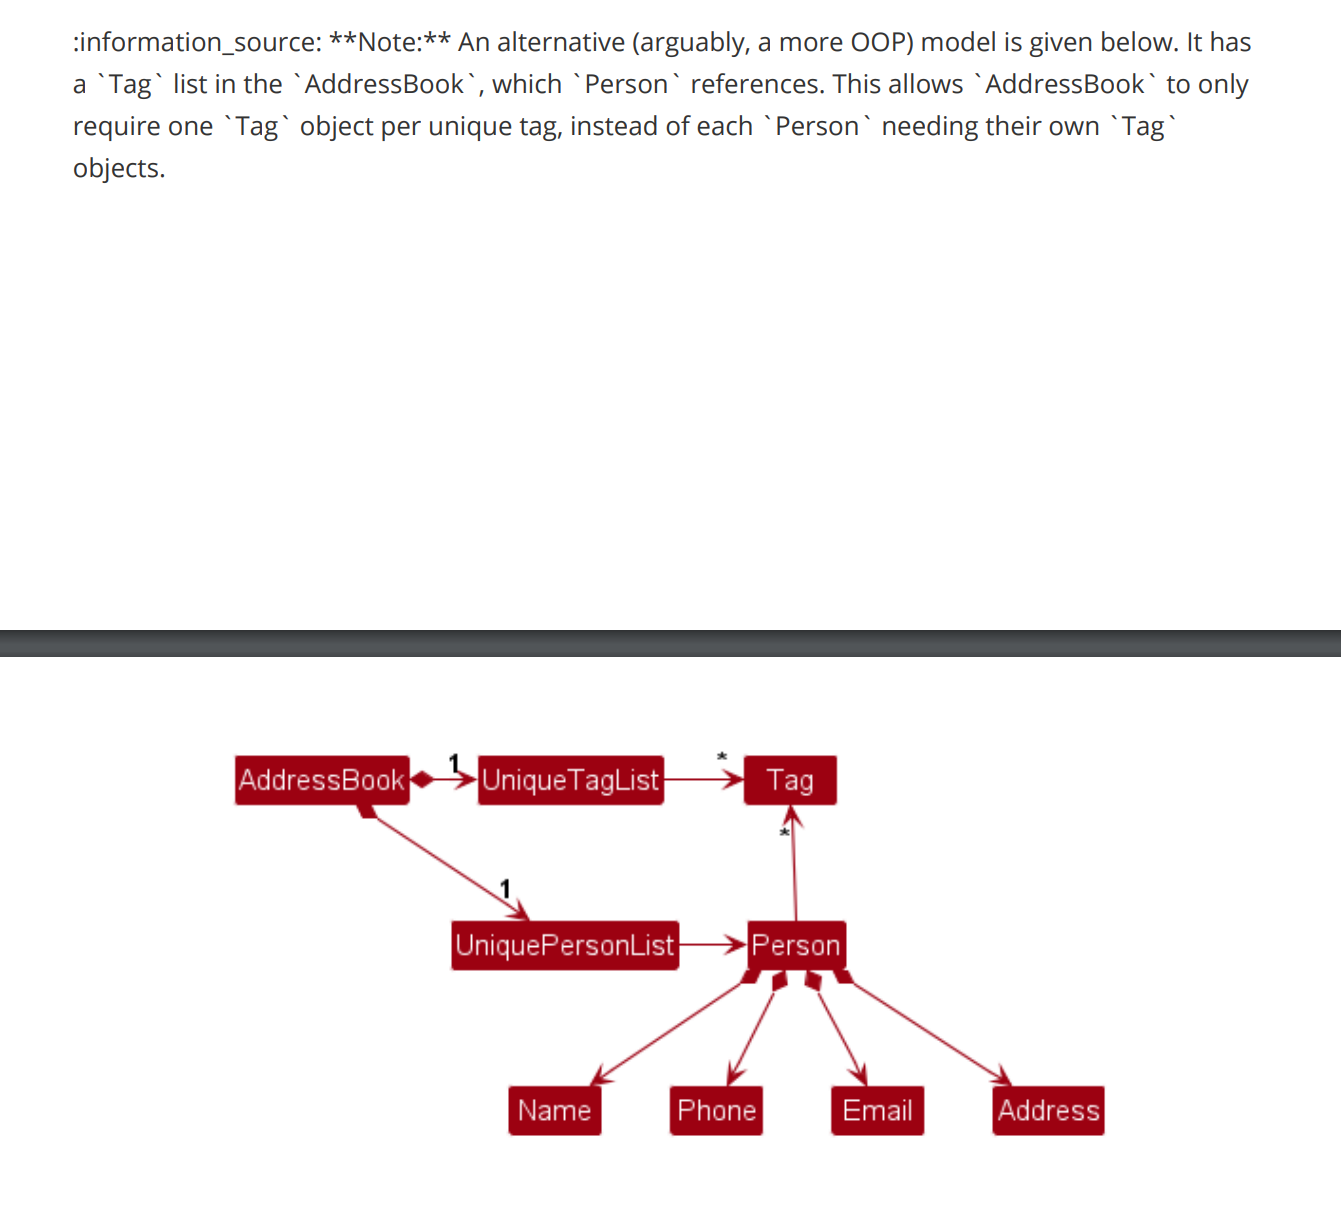 :information_source: **Note:** An alternative (arguably, a more OOP) model is given below. It has
a `Tag` list in the `AddressBook`, which `Person` references. This allows `AddressBook` to only
require one `Tag` object per unique tag, instead of each `Person` needing their own `Tag`
objects.
AddressBook 1 UniqueTagList * Tag
*
1
UniquePersonList Person
Name Phone Email Address